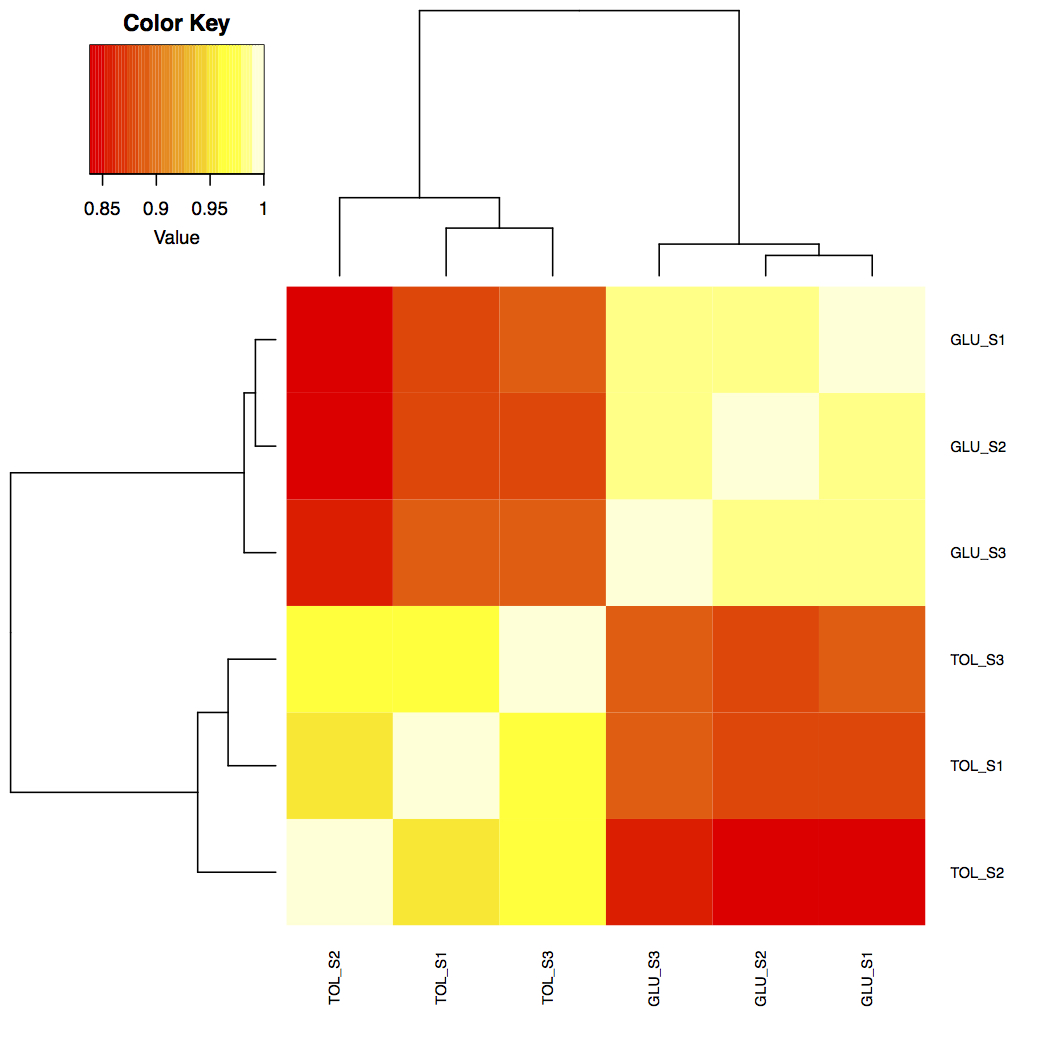 Color Key
0.85 0.9 0.95 1
Value
GLU_S1
GLU_S2
GLU_S3
TOL_S3
TOL_S1
TOL_S2
TOL_S2 TOL_S1 TOL_S3 GLU_S3 GLU_S2 GLU_S1